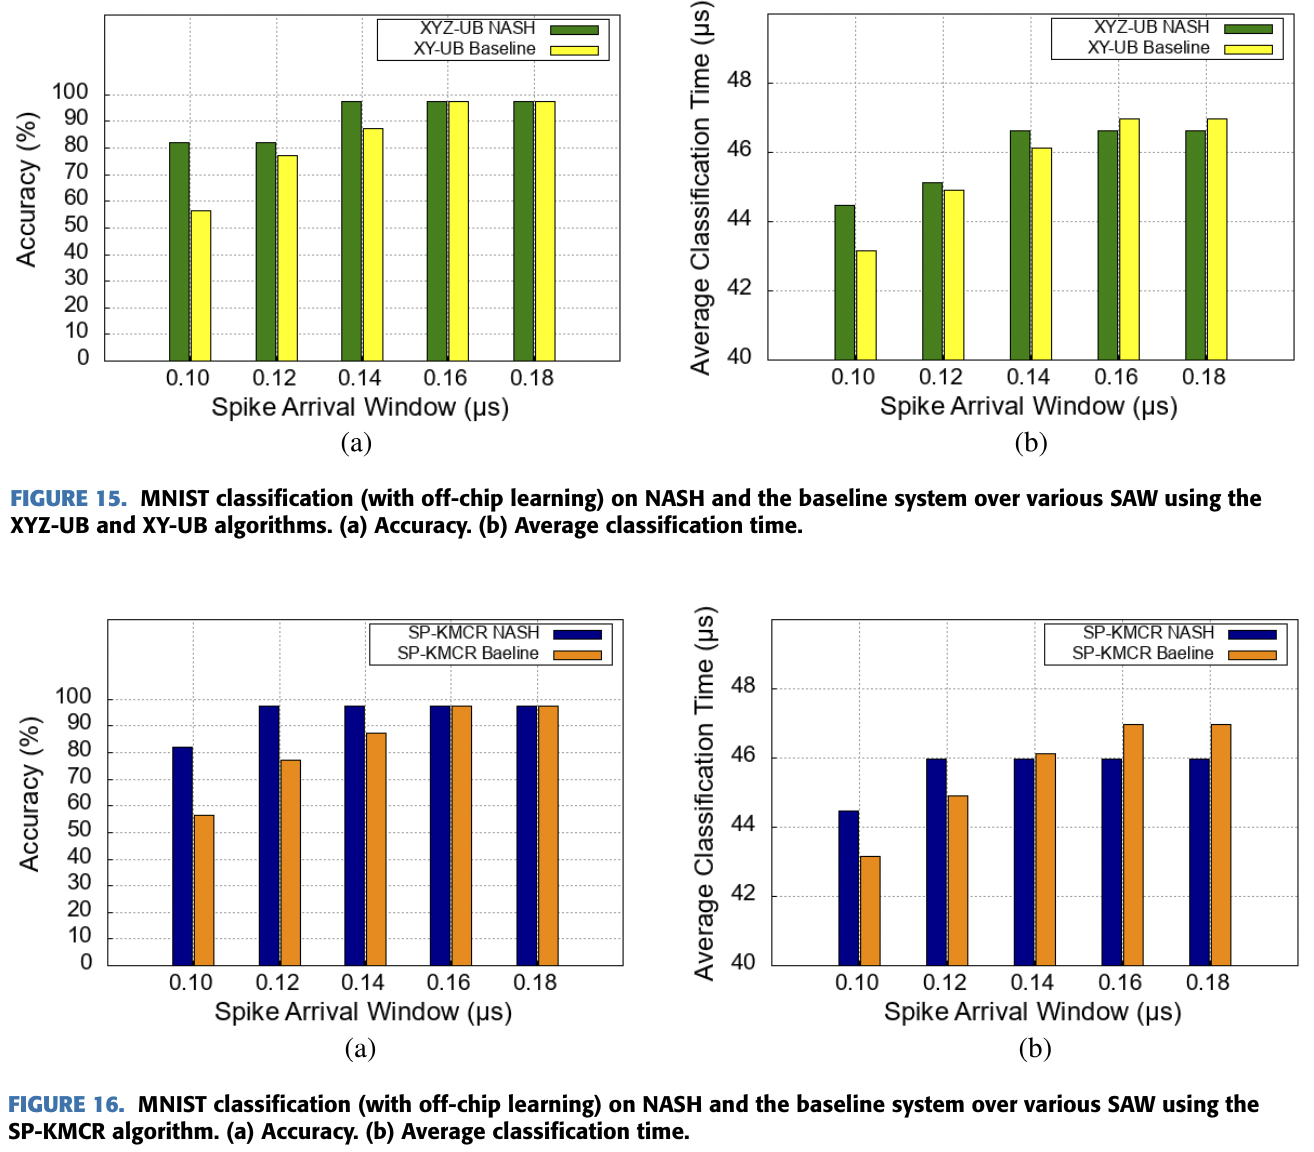 XYZ-UB NASH
XY-UB Baseline
Accuracy (%)
100
90
80
70
60
50
40
30
20
10
0
0.10 0.12 0.14 0.16 0.18
Spike Arrival Window (μs)
(a)
XYZ-UB NASH
XY-UB Baseline
Average Classification Time (μs)
48
46
44
42
40
0.10 0.12 0.14 0.16 0.18
Spike Arrival Window (μs)
(b)
FIGURE 15. MNIST classification (with off-chip learning) on NASH and the baseline system over various SAW using the
XYZ-UB and XY-UB algorithms. (a) Accuracy. (b) Average classification time.
SP-KMCR NASH
SP-KMCR Baeline
Accuracy (%)
100
90
80
70
60
50
40
30
20
10
0
0.10 0.12 0.14 0.16 0.18
Spike Arrival Window (μs)
(a)
SP-KMCR NASH
SP-KMCR Baeline
Average Classification Time (μs)
48
46
44
42
40
0.10 0.12 0.14 0.16 0.18
Spike Arrival Window (μs)
(b)
FIGURE 16. MNIST classification (with off-chip learning) on NASH and the baseline system over various SAW using the
SP-KMCR algorithm. (a) Accuracy. (b) Average classification time.